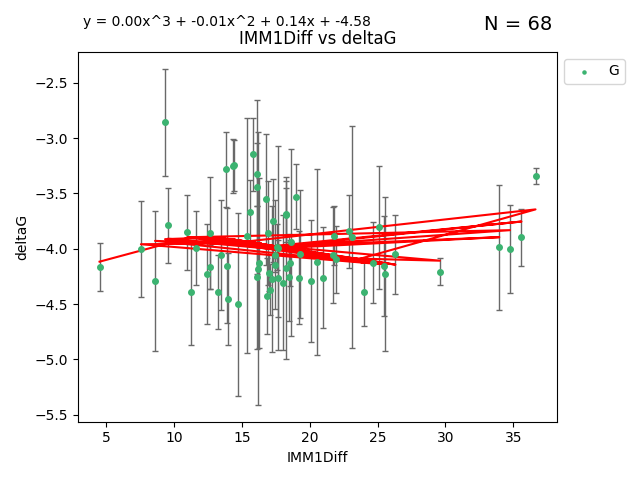 y = 0.00x^3 + -0.01x^2 + 0.14x + -4.58
N = 68
IMM1Diff vs deltaG
G
−2.5
−3.0
−3.5
−4.0
−4.5
−5.0
−5.5
deltaG
5 10 15 20 25 30 35
IMM1Diff